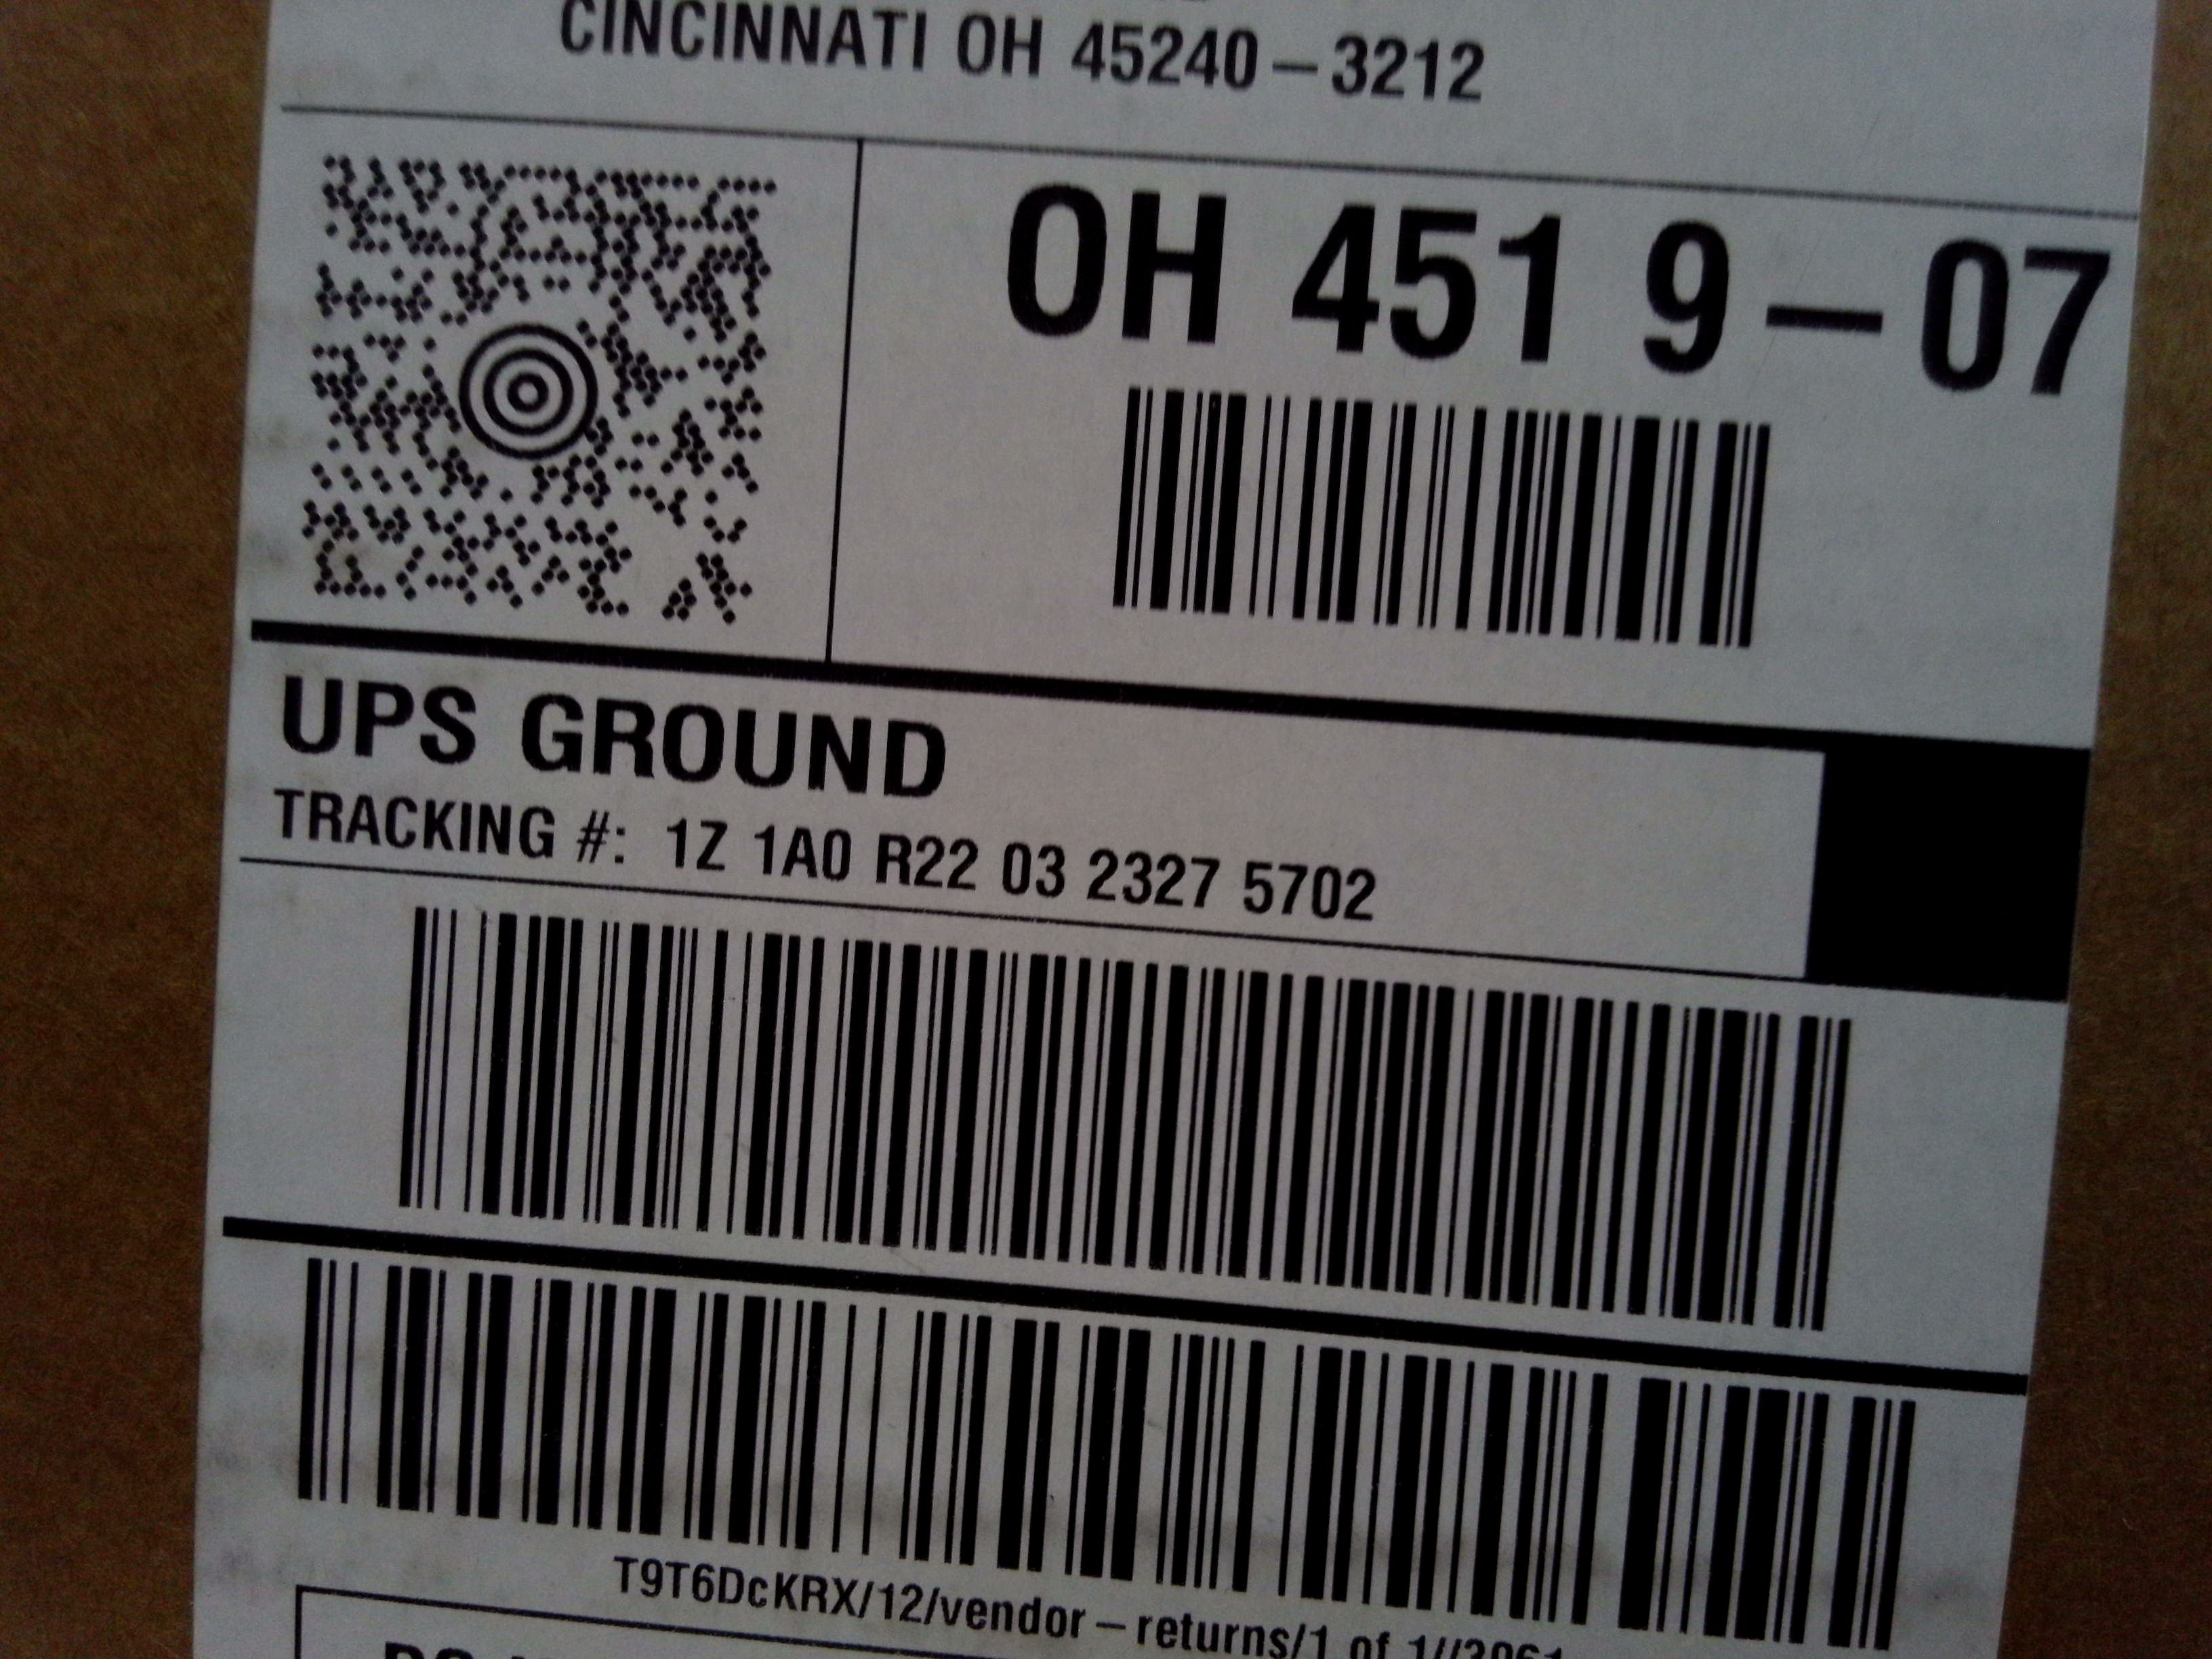 CINCINNATI OH 45240-3212
OH 451 9-07
UPS GROUND
TRACKING #: 1Z 1A0 R22 03 2327 5702
T9T6DcKRX/12/vendor-returns/1 of 1//3061